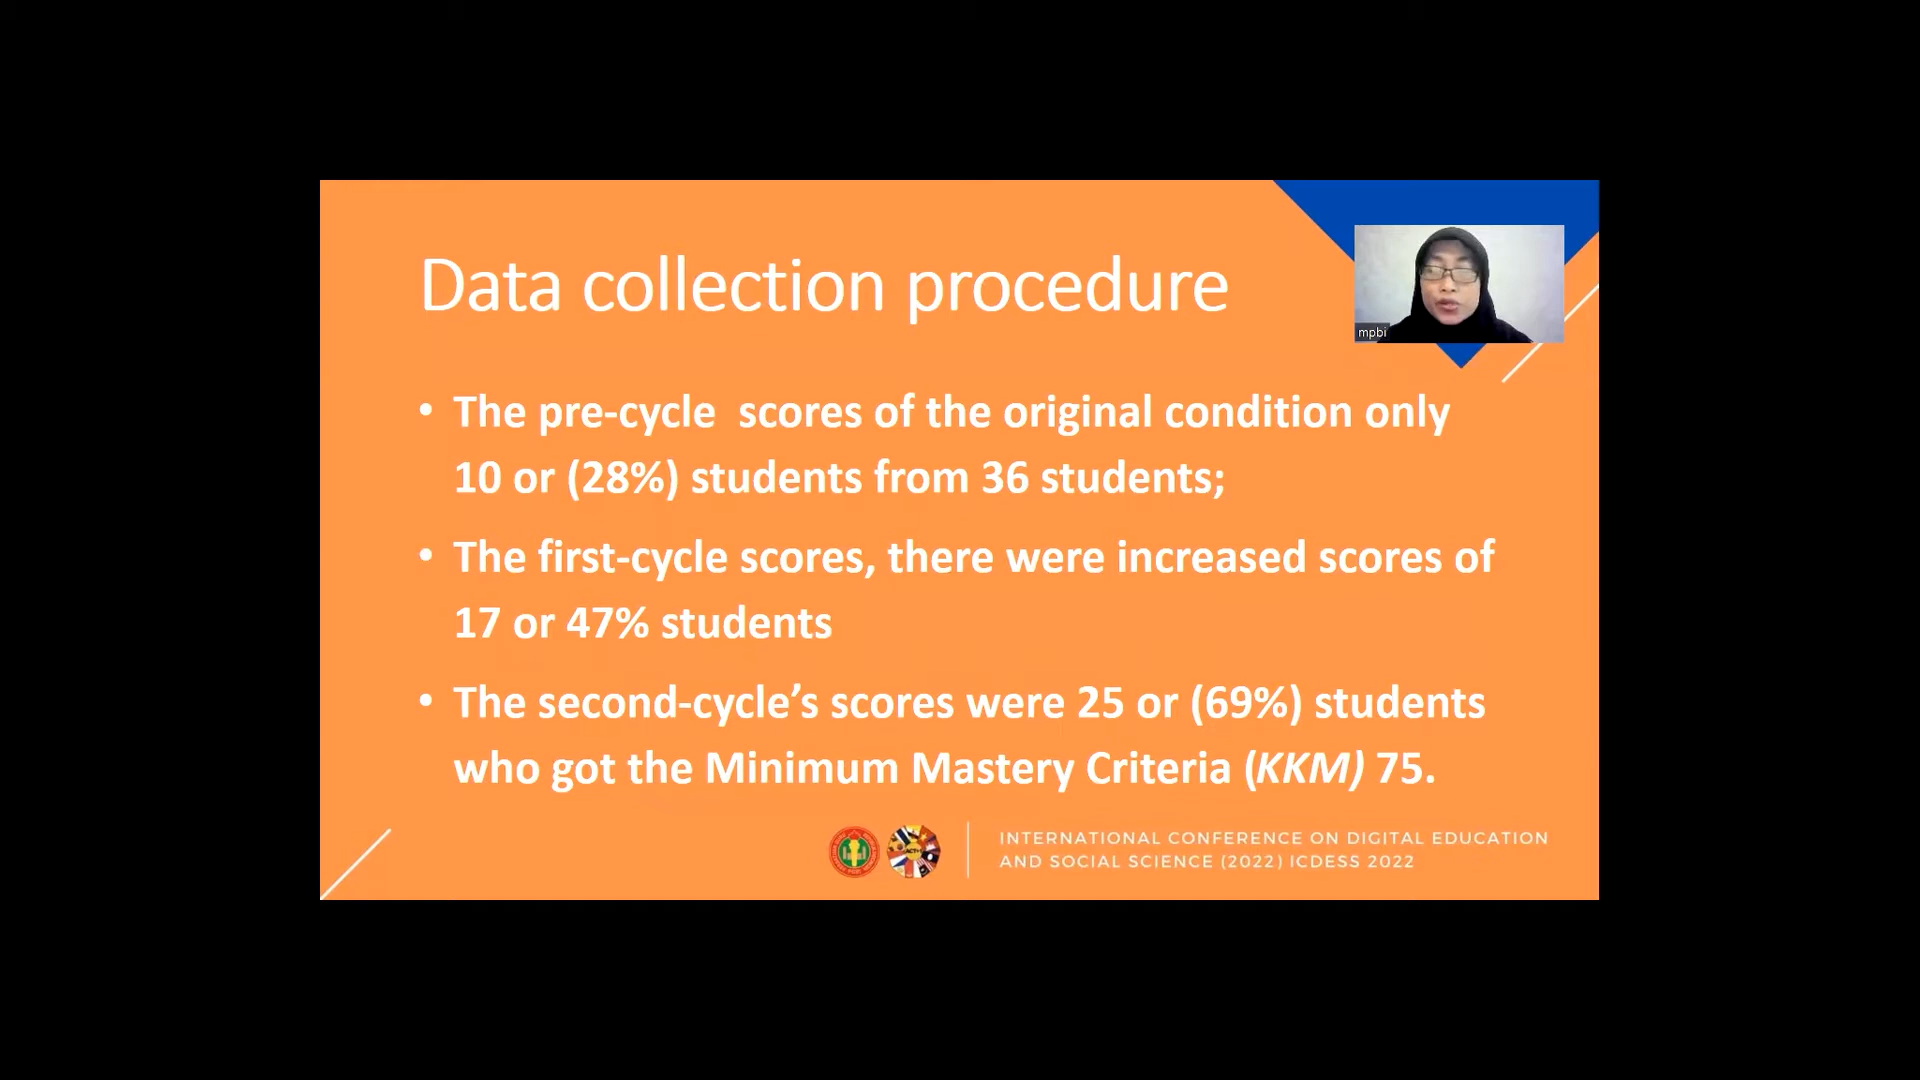 Data collection procedure
mpbi
• The pre-cycle  scores of the original condition only
10 or (28%) students from 36 students;
• The first-cycle scores, there were increased scores of
17 or 47% students
• The second-cycle’s scores were 25 or (69%) students
who got the Minimum Mastery Criteria (KKM) 75.
INTERNATIONAL CONFERENCE ON DIGITAL EDUCATION
AND SOCIAL SCIENCE (2022) ICDESS 2022